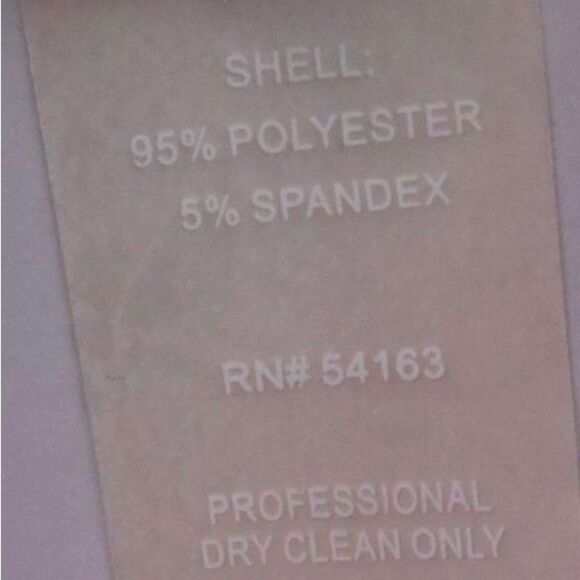 SHELL:
95% POLYESTER
5% SPANDEX
RN# 54163
PROFESSIONAL
DRY CLEAN ONLY